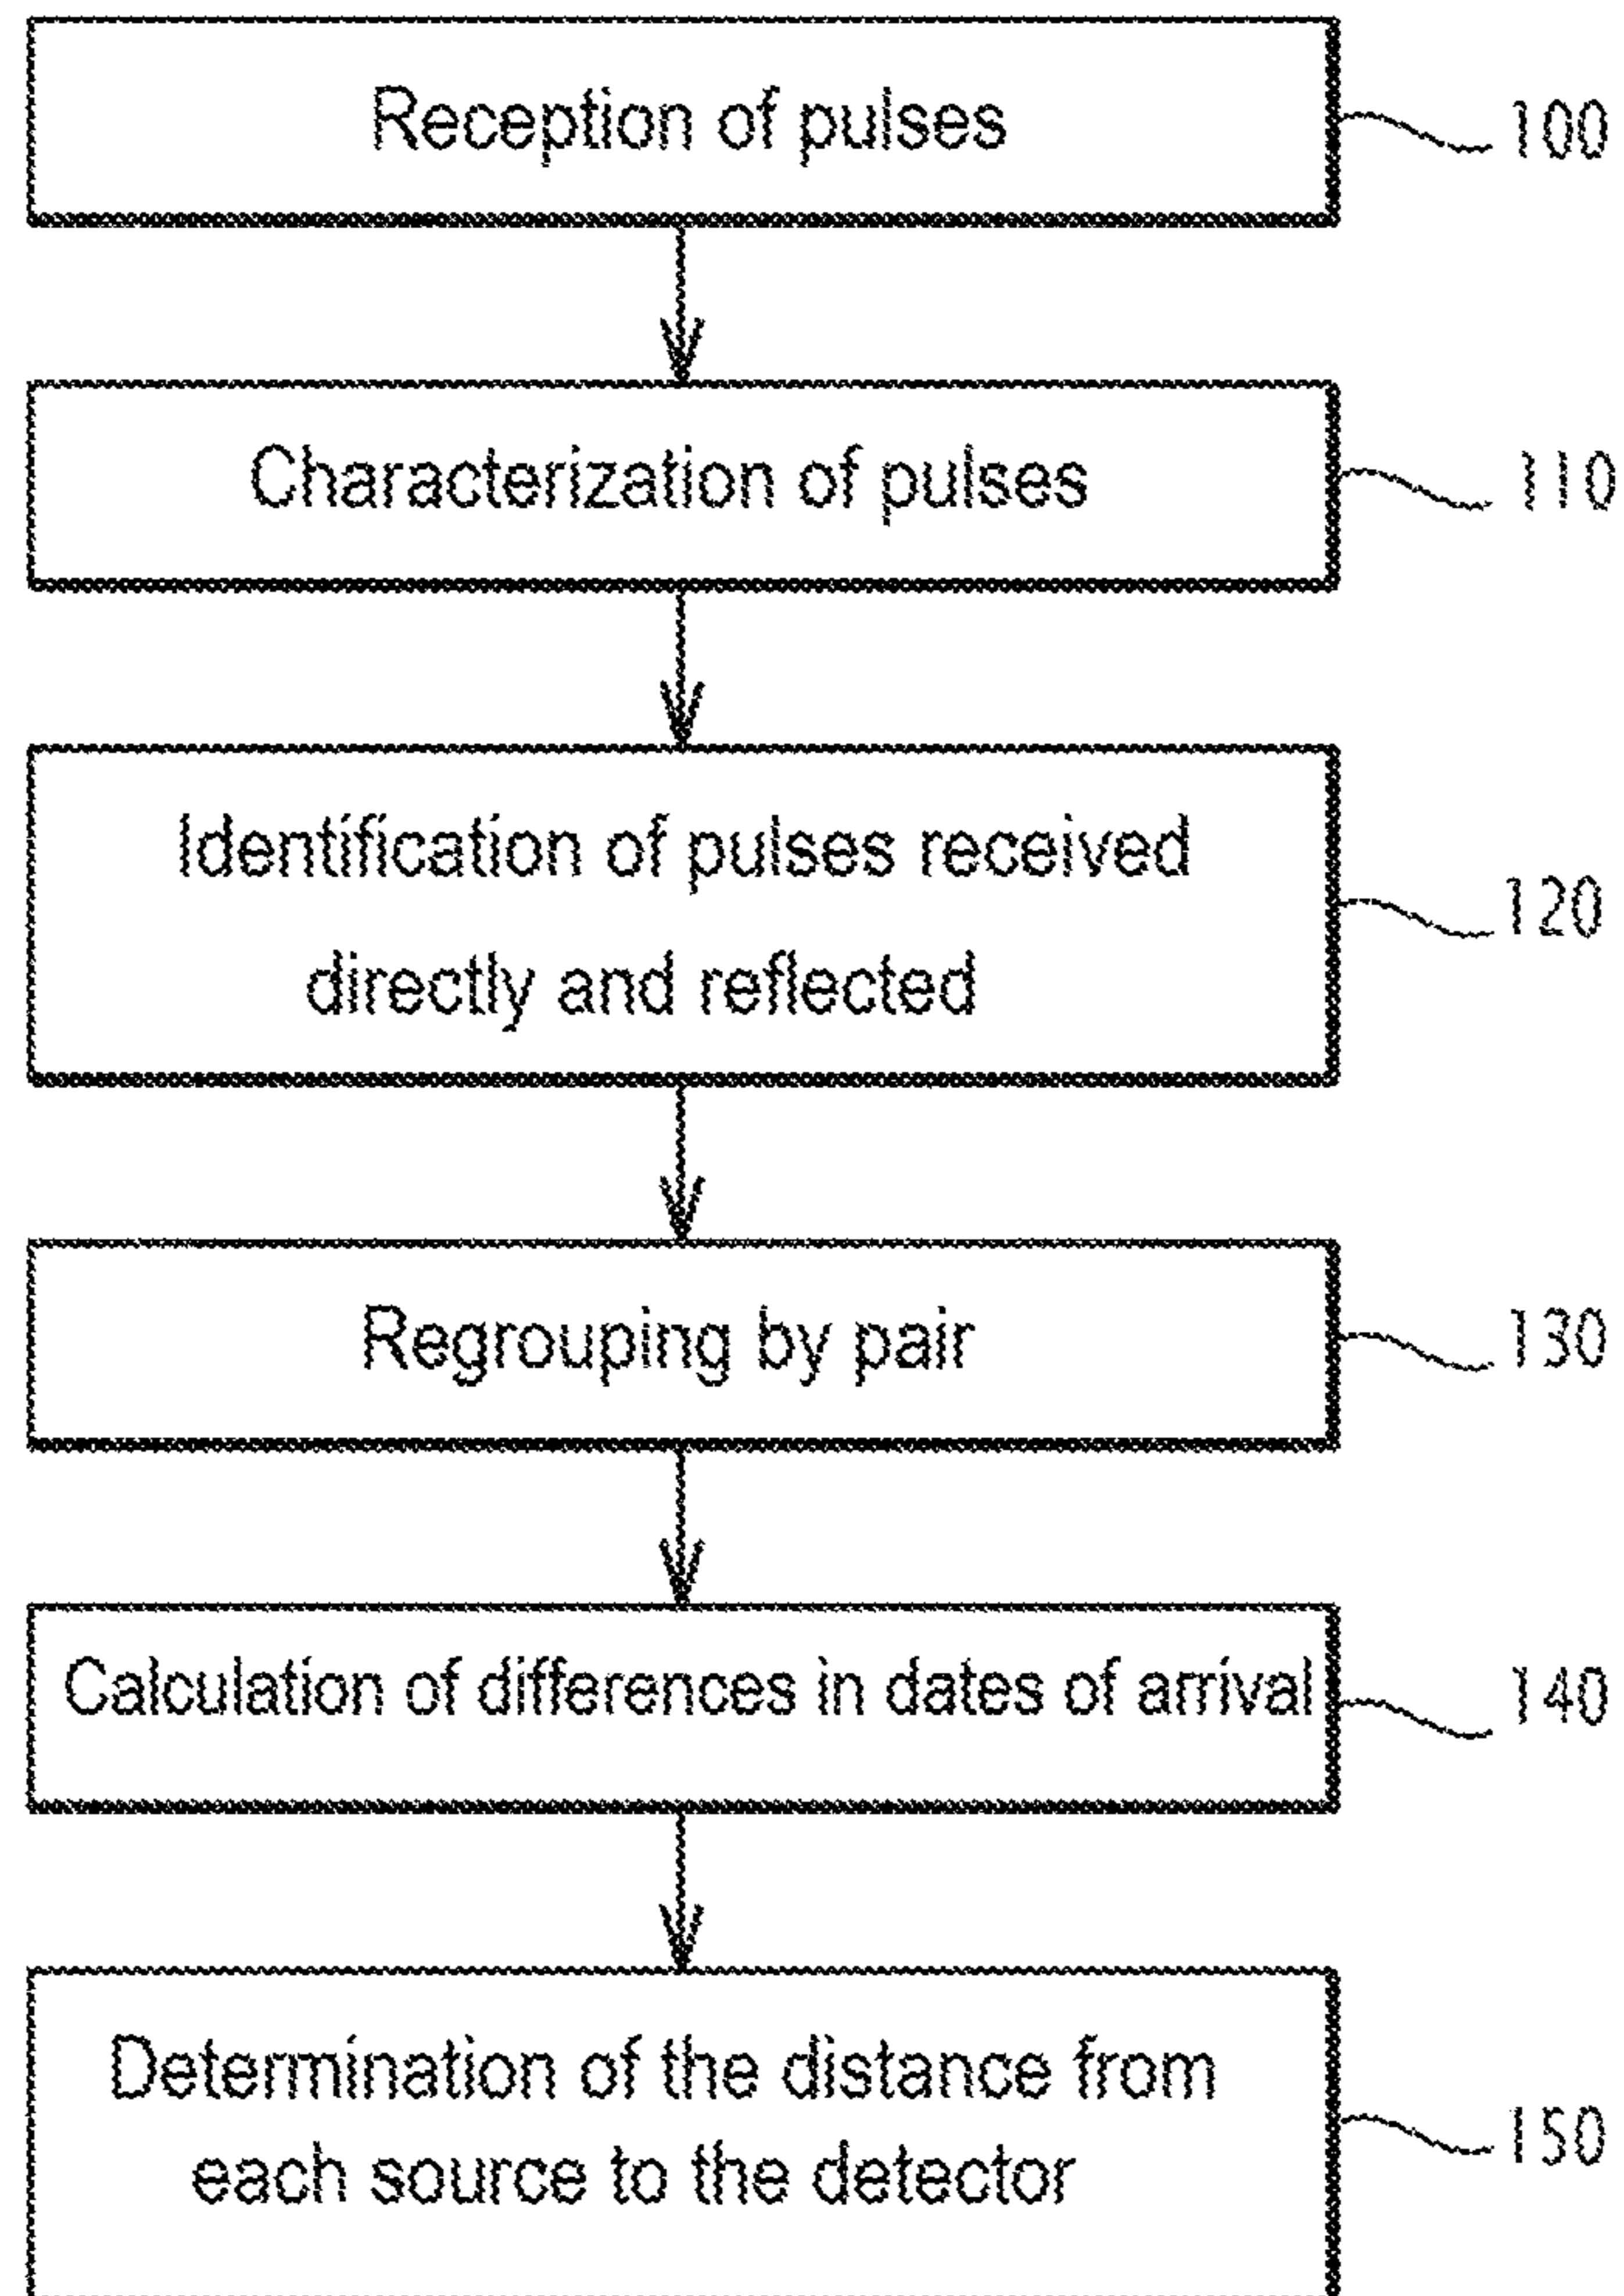 Reception of pulses
100
Characterization of pulses
110
Identification of pulses received
directly and reflected
120
Regrouping by pair
130
Calculation of differences in dates of arrival
140
Determination of the distance from
each source to the detector
150